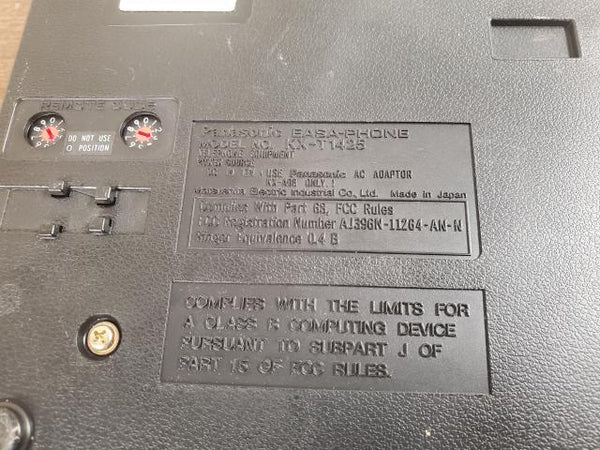 REMOTE CODE
DO NOT USE
O POSITION
Panasonic EASA-PHONE
MODEL NO. KX-T1425
TELEPHONE EQUIPMENT
POWER SOURCE
USE Panasonic AC ADAPTOR
ONLY!
Matsushita Electric Industrial Co., Ltd. Made in Japan
Complies With Part 68, FCC Rules
FCC Registration Number AJ396N-11264-AN-N
Ringer Equivalence 0.4 B
COMPLIES WITH THE LIMITS FOR
A CLASS B COMPUTING DEVICE
PURSUANT TO SUBPART J OF
PART 15 OF FCC RULES.